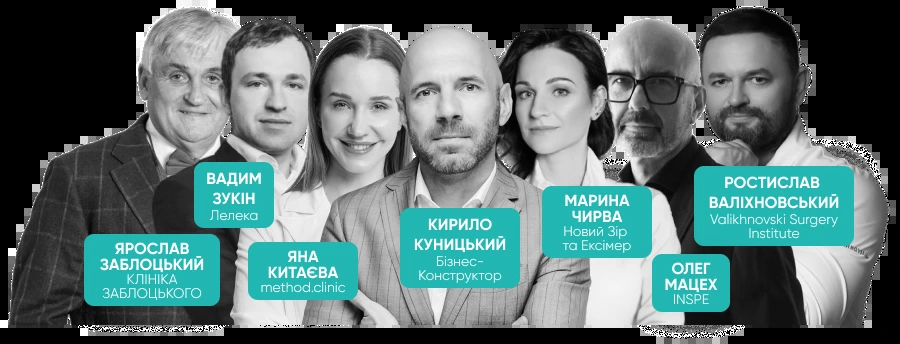 ЯРОСЛАВ
ЗАБЛОЦЬКИЙ
КЛІНІКА
ЗАБЛОЦЬКОГО
ВАДИМ
ЗУКІН
Лелека
ЯНА
КИТАЄВА
method.clinic
КИРИЛО
КУНИЦЬКИЙ
Бізнес-
Конструктор
МАРИНА
ЧИРВА
Новий Зір
та Ексімер
ОЛЕГ
МАЦЕХ
INSPE
РОСТИСЛАВ
ВАЛІХНОВСЬКИЙ
Valikhnovski Surgery
Institute